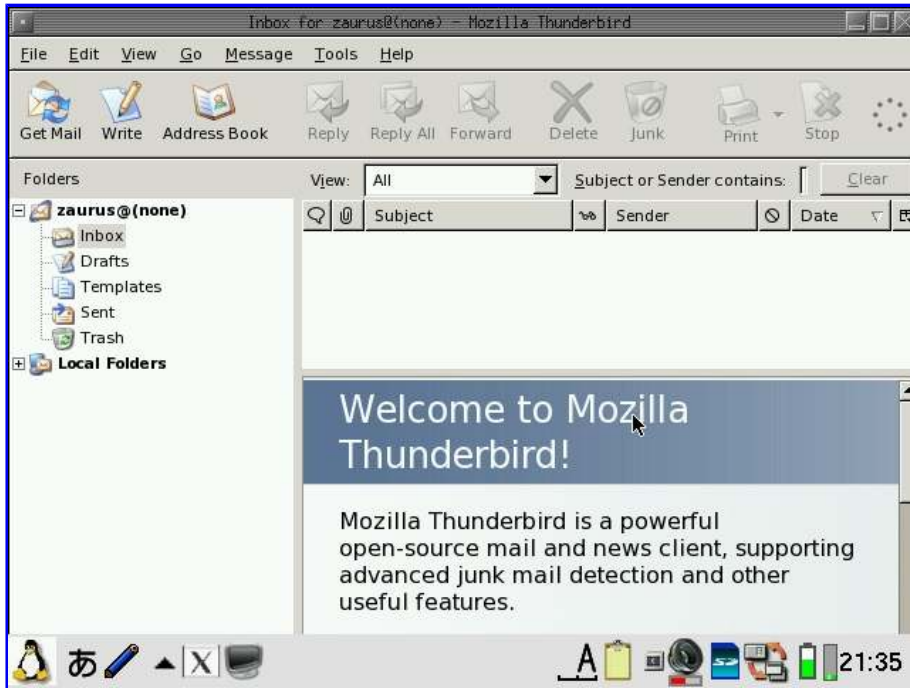 Inbox for zaurus@(none) - Mozilla Thunderbird
File Edit View Go Message Tools Help
Get Mail Write Address Book Reply Reply All Forward Delete Junk Print Stop
Folders
View: All Subject or Sender contains: Clear
Subject Sender Date
zaurus@(none)
Inbox
Drafts
Templates
Sent
Trash
Local Folders
Welcome to Mozilla
Thunderbird!
Mozilla Thunderbird is a powerful
open-source mail and news client, supporting
advanced junk mail detection and other
useful features.
あ X A 21:35